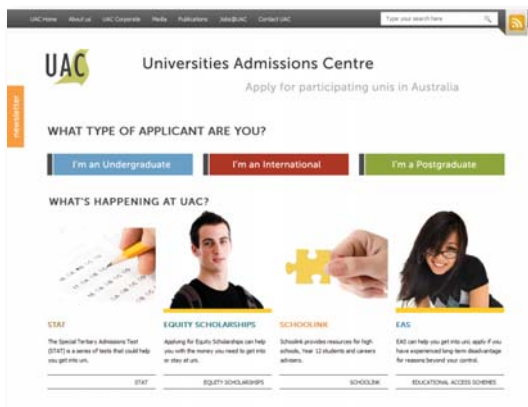 UAC Home About us UAC Corporate Media Publications Jobs@UAC Contact UAC Type your search here
UAC
Universities Admissions Centre
Apply for participating unis in Australia
newsletter
WHAT TYPE OF APPLICANT ARE YOU?
I'm an Undergraduate I'm an International I'm a Postgraduate
WHAT'S HAPPENING AT UAC?
STAT EQUITY SCHOLARSHIPS SCHOOLINK EAS
The Special Tertiary Admissions Test
(STAT) is a series of tests that could help
you get into uni.
Applying for Equity Scholarships can help
you with the money you need to get into
or stay at uni.
Schoolink provides resources for high
schools, Year 12 students and careers
advisers.
EAS can help you get into uni; apply if you
have experienced long-term disadvantage
for reasons beyond your control.
STAT EQUITY SCHOLARSHIPS SCHOOLINK EDUCATIONAL ACCESS SCHEMES